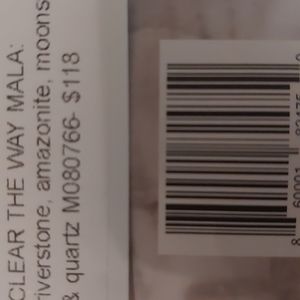 CLEAR THE WAY MALA:
riverstone, amazonite, moons
& quartz M080766- $118